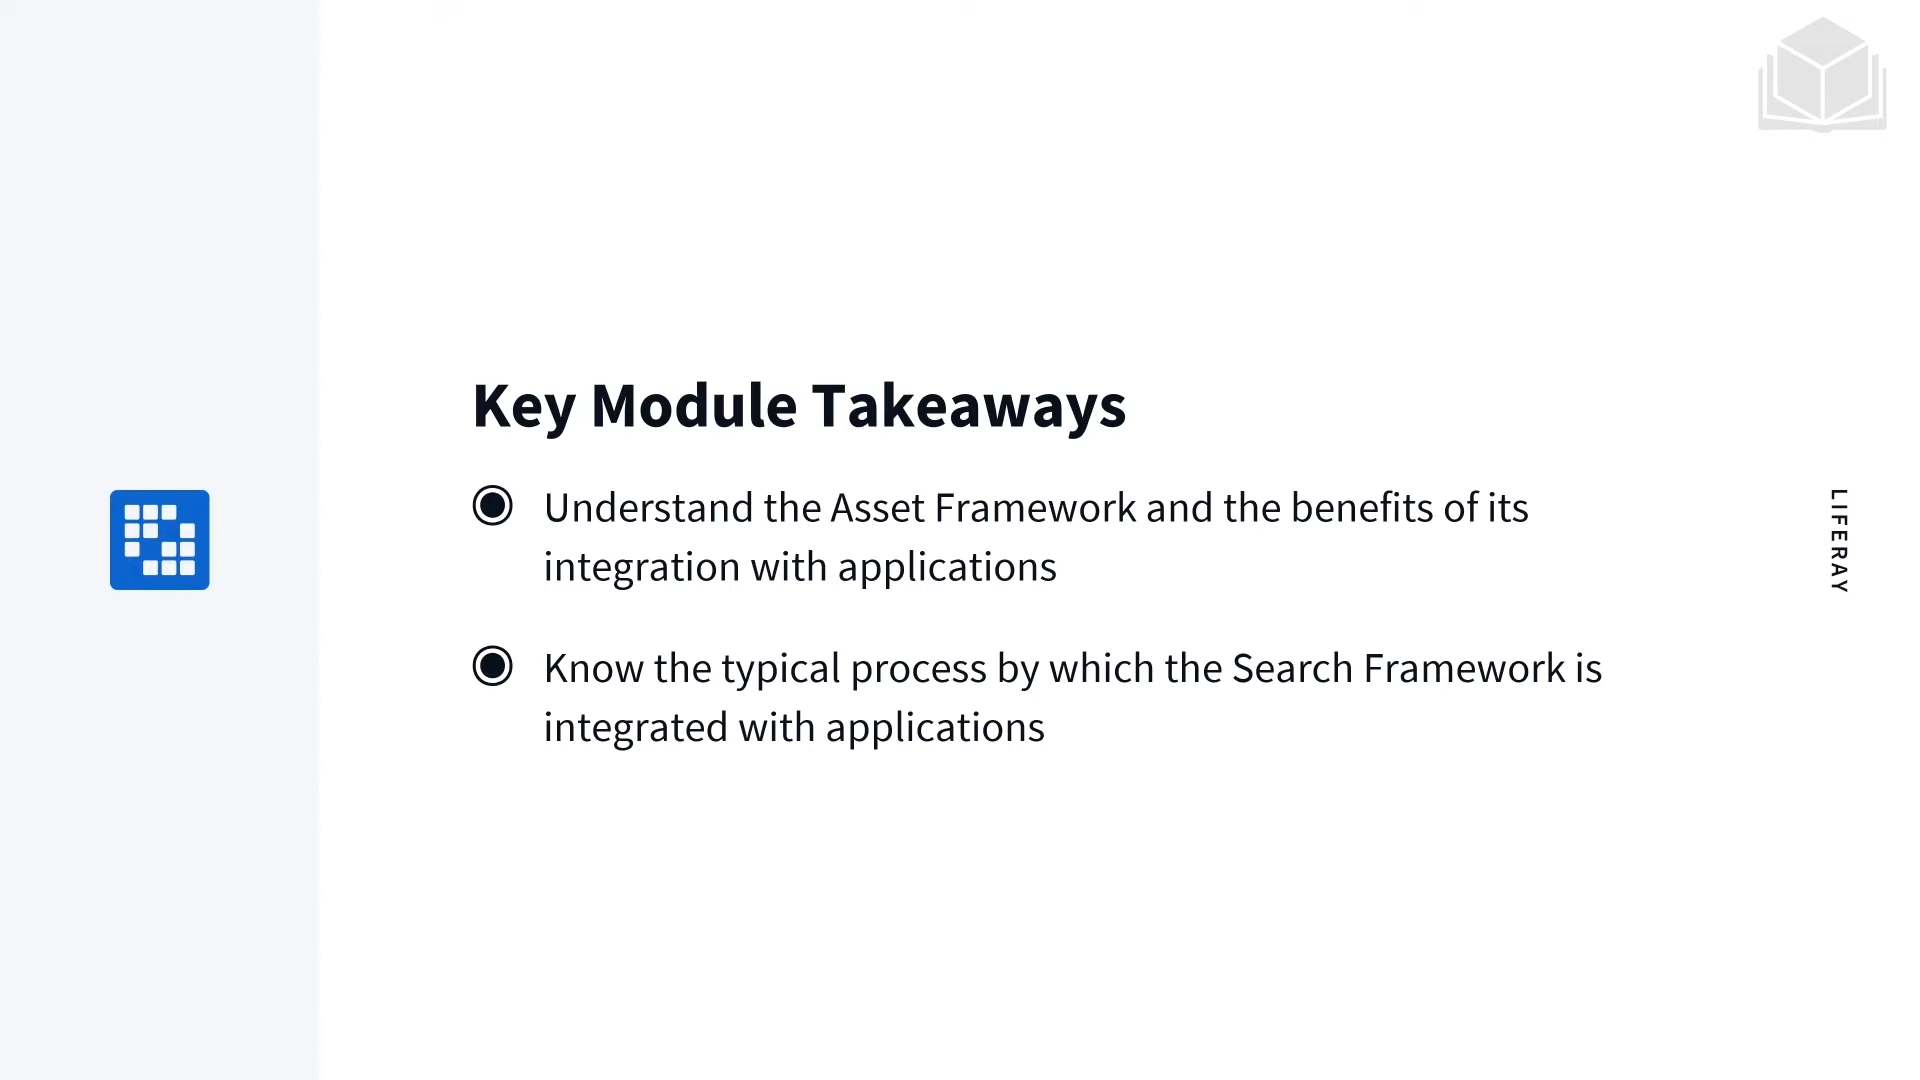 Key Module Takeaways
Understand the Asset Framework and the benefits of its
integration with applications
Know the typical process by which the Search Framework is
integrated with applications
LIFERAY